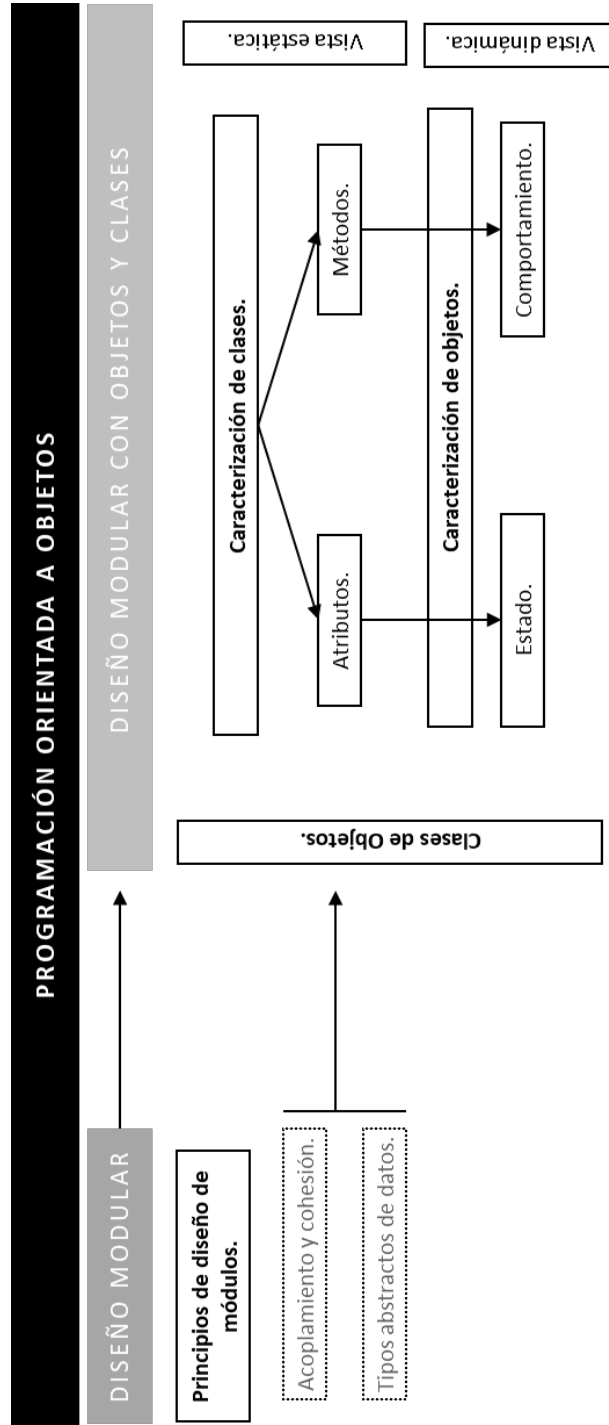 PROGRAMACIÓN ORIENTADA A OBJETOS
DISEÑO MODULAR
DISEÑO MODULAR CON OBJETOS Y CLASES
Principios de diseño de
módulos.
Acoplamiento y cohesión.
Tipos abstractos de datos.
Clases de Objetos.
Caracterización de clases.
Atributos.
Métodos.
Caracterización de objetos.
Estado.
Comportamiento.
Vista estática.
Vista dinámica.